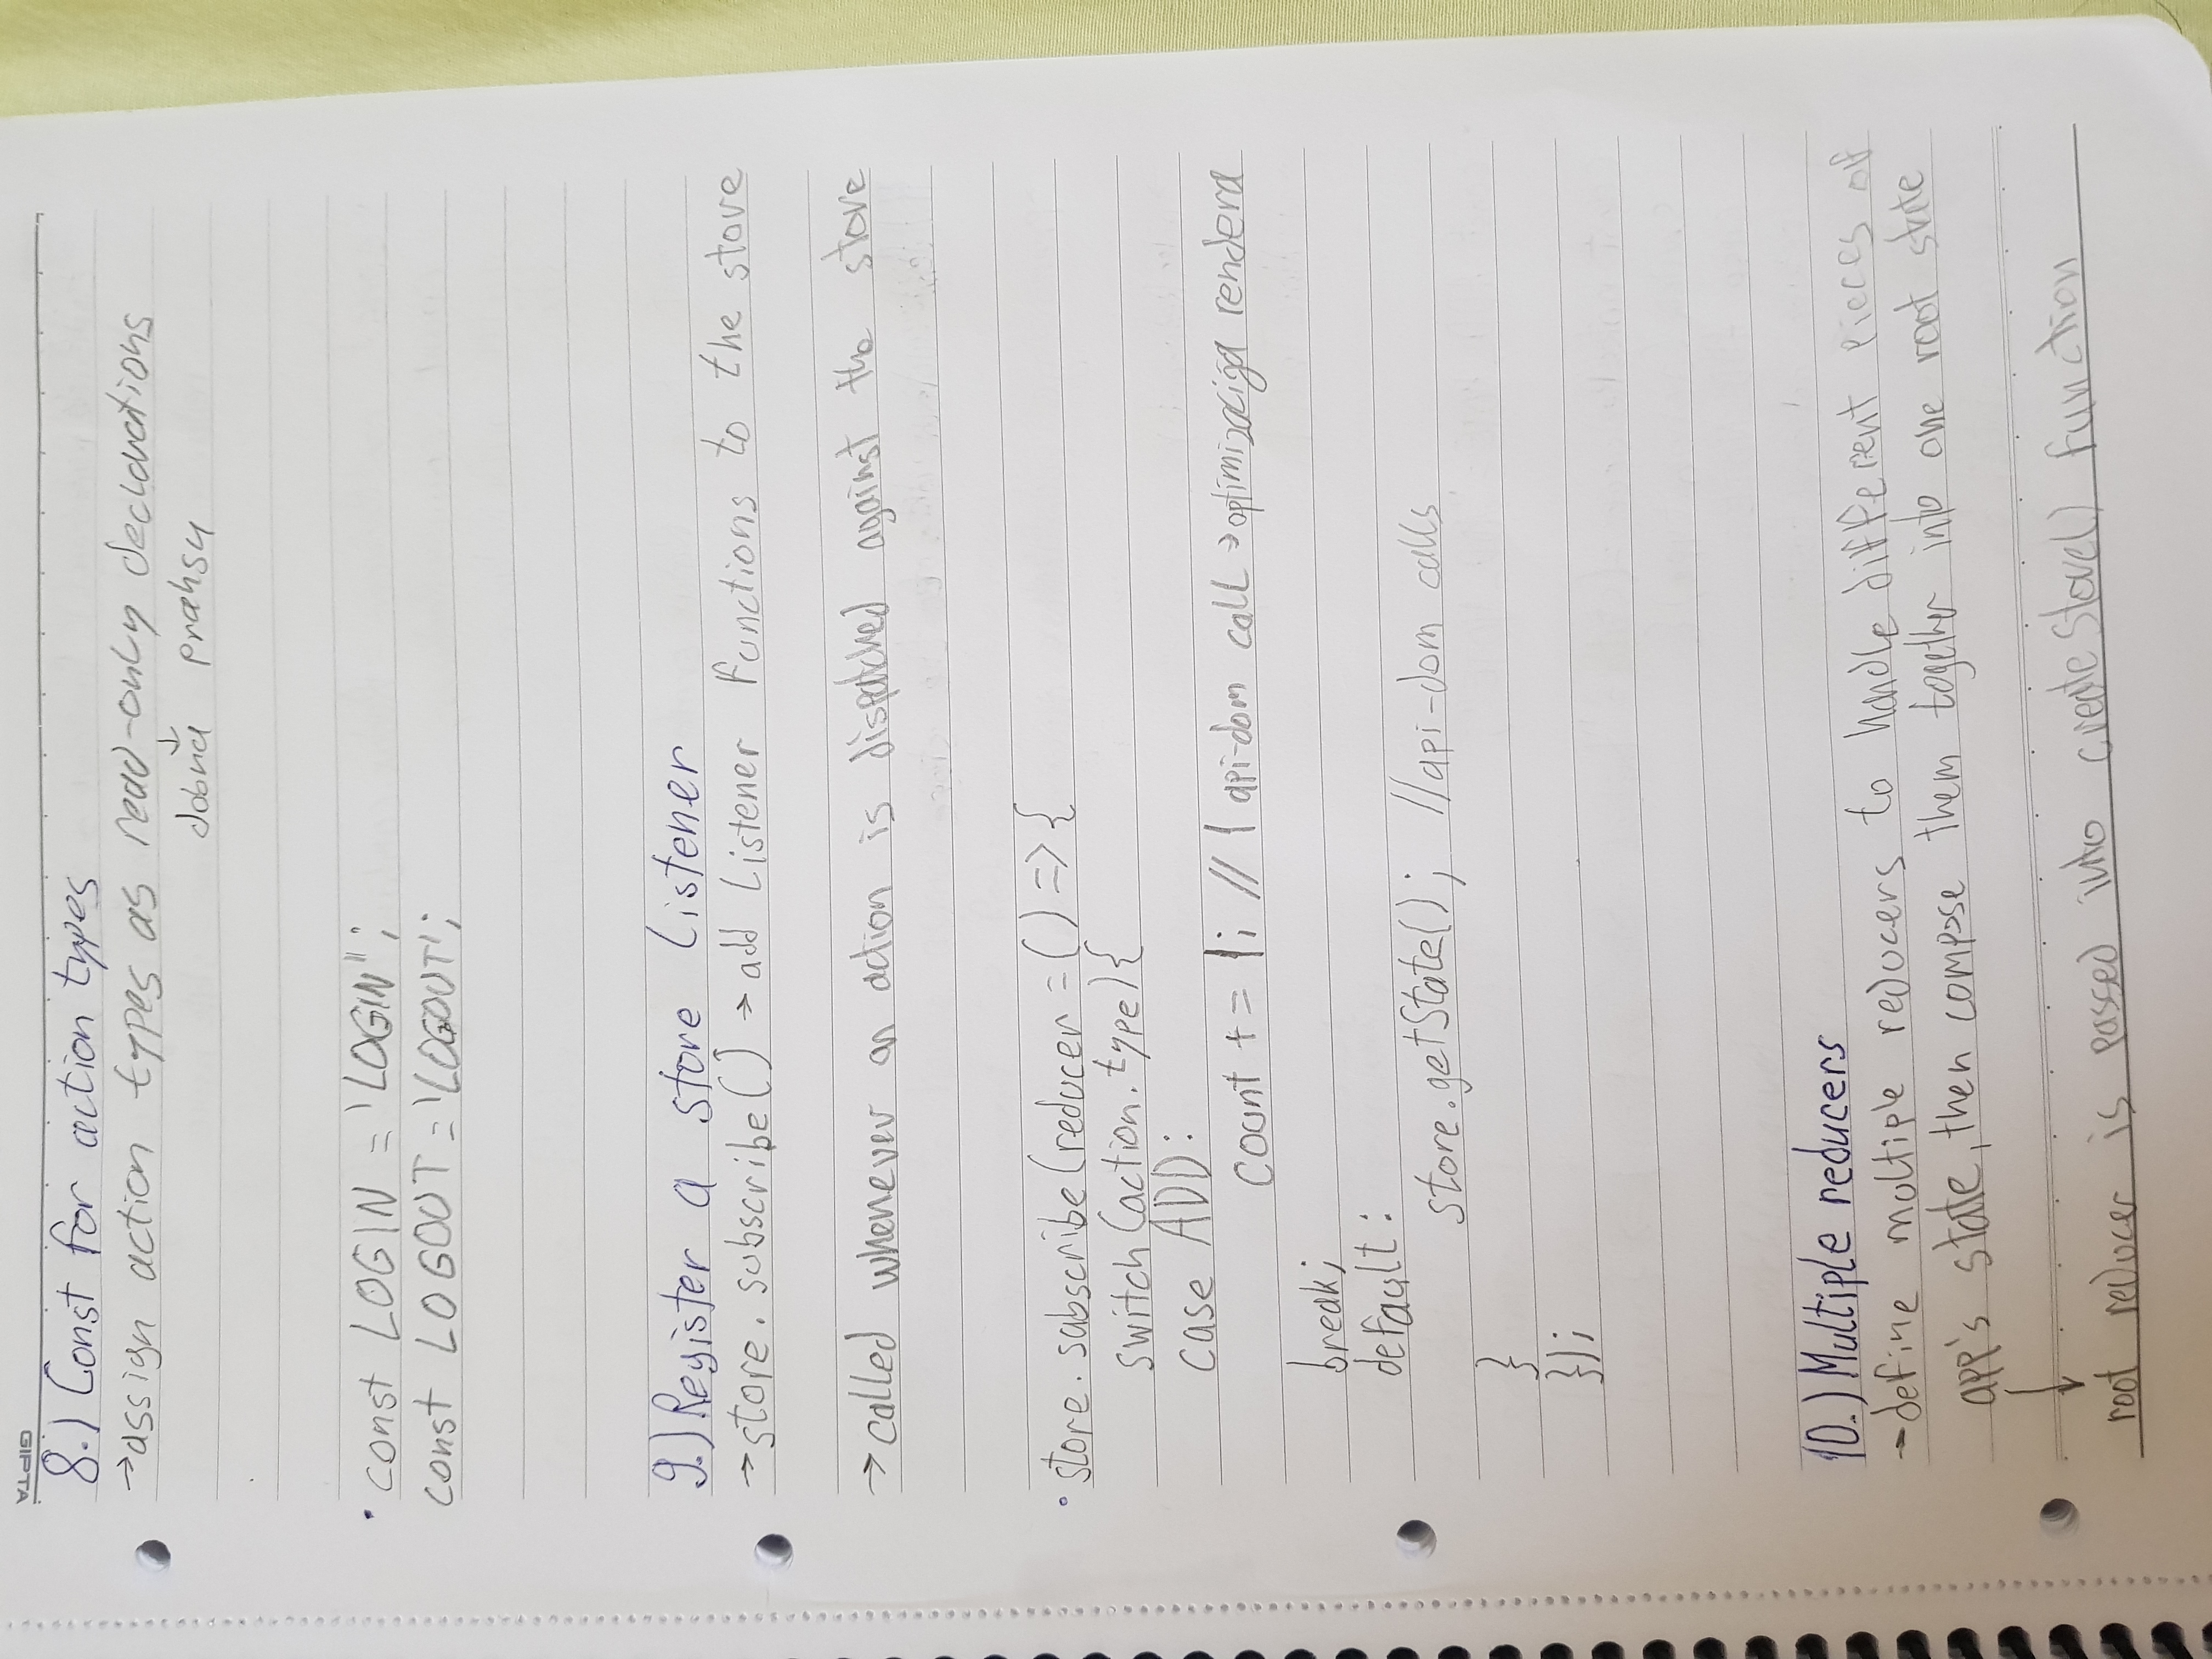 GIPTA
8.) Const for action types
→assign action types as read-only declarations
↓
dobra praksa
• const LOGIN = 'LOGIN";
const LOGOUT = 'LOGOUT';
9.) Register a store listener
→store.subscribe() → add listener functions to the store
→ called whenever an action is dispatched against the store
• store.subscribe(reducer = () => {
switch (action.type) {
case ADD:
count += 1; // 1 api-dom call → optimizacija rendera
break;
default:
store.getState(); //api-dom calls
}
});
10.) Multiple reducers
→define multiple reducers to handle different pieces of
app's state, then compose them together into one root state
↓
root reducer is passed into createStore() function